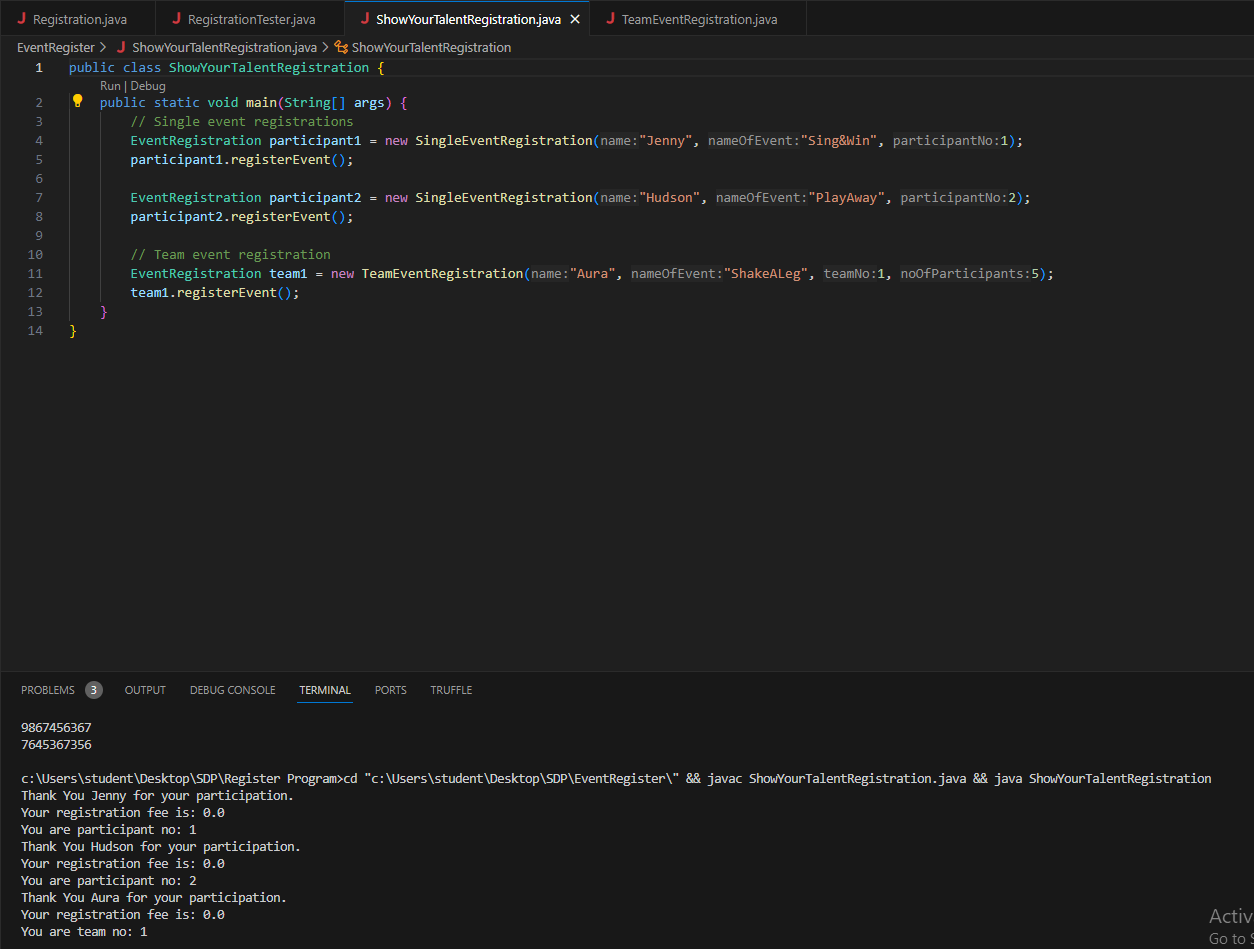 J Registration.java J RegistrationTester.java J ShowYourTalentRegistration.java × J TeamEventRegistration.java
EventRegister > J ShowYourTalentRegistration.java > ShowYourTalentRegistration
1 public class ShowYourTalentRegistration {
Run | Debug
2 public static void main(String[] args) {
3 // Single event registrations
4 EventRegistration participant1 = new SingleEventRegistration(name:"Jenny", nameOfEvent:"Sing&Win", participantNo:1);
5 participant1.registerEvent();
6
7 EventRegistration participant2 = new SingleEventRegistration(name:"Hudson", nameOfEvent:"PlayAway", participantNo:2);
8 participant2.registerEvent();
9
10 // Team event registration
11 EventRegistration team1 = new TeamEventRegistration(name:"Aura", nameOfEvent:"ShakeALeg", teamNo:1, noOfParticipants:5);
12 team1.registerEvent();
13 }
14 }
PROBLEMS 3 OUTPUT DEBUG CONSOLE TERMINAL PORTS TRUFFLE
9867456367
7645367356
c:\Users\student\Desktop\SDP\Register Program>cd "c:\Users\student\Desktop\SDP\EventRegister\" && javac ShowYourTalentRegistration.java && java ShowYourTalentRegistration
Thank You Jenny for your participation.
Your registration fee is: 0.0
You are participant no: 1
Thank You Hudson for your participation.
Your registration fee is: 0.0
You are participant no: 2
Thank You Aura for your participation.
Your registration fee is: 0.0
You are team no: 1
Activ
Go to S